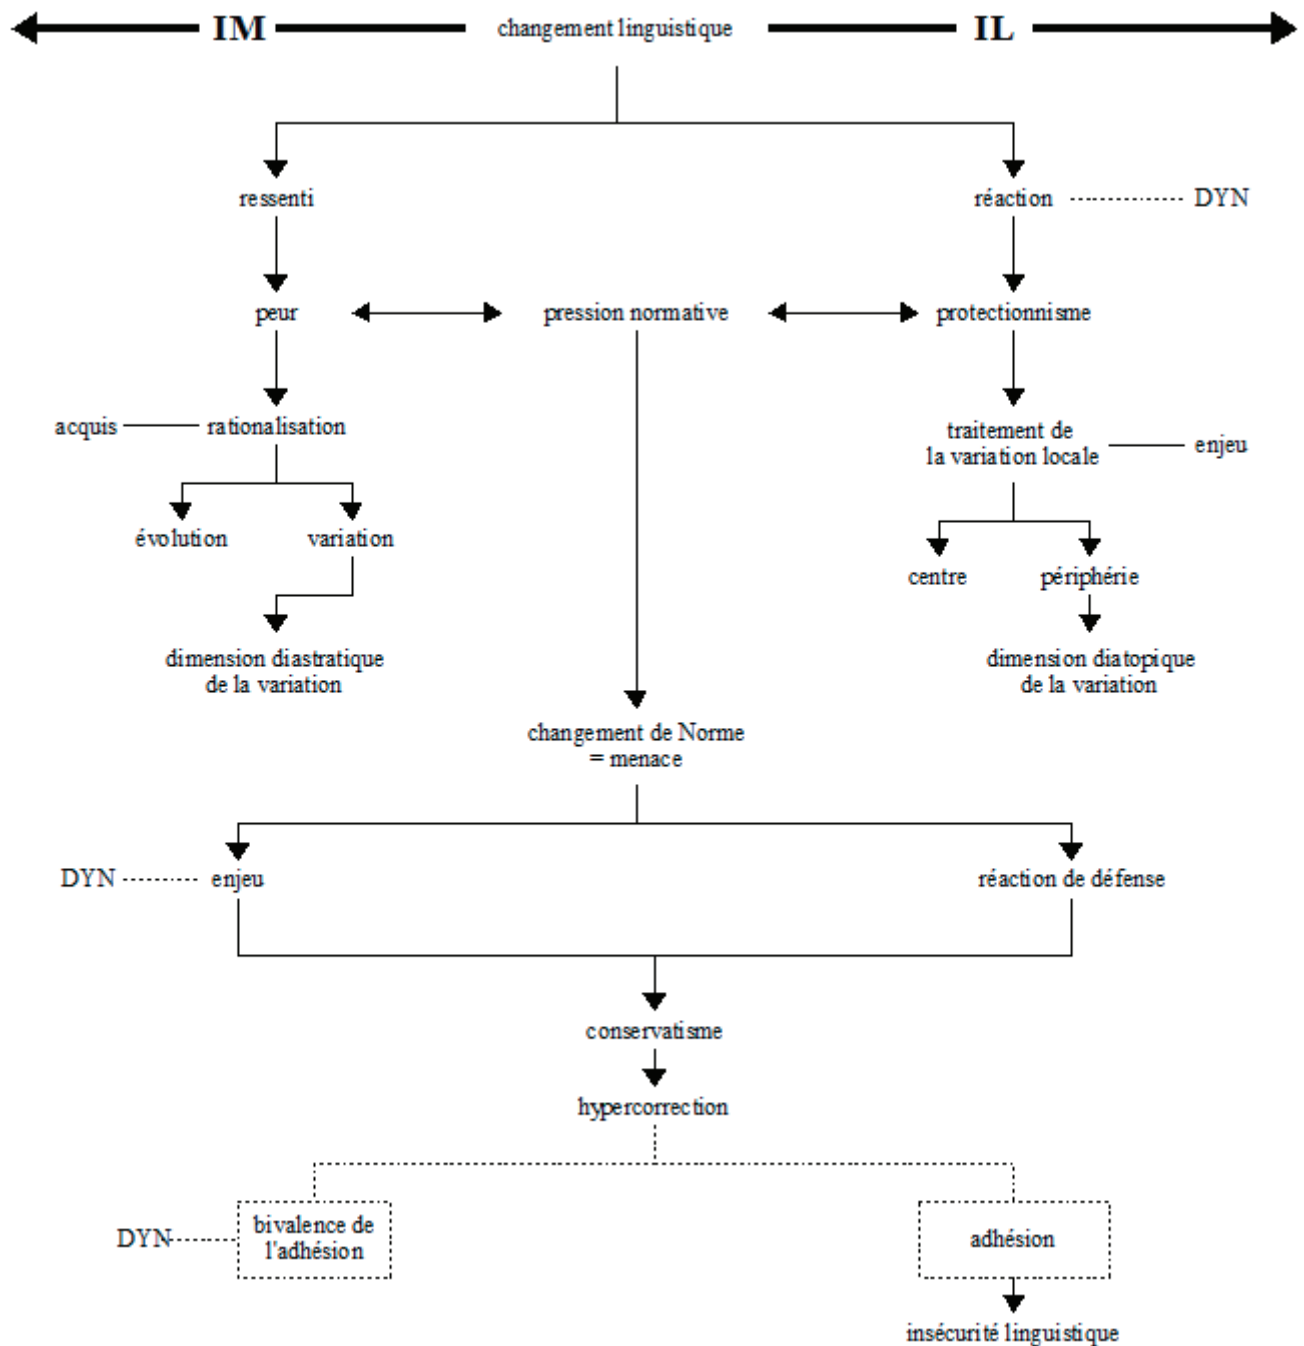 IM changement linguistique IL
ressenti réaction DYN
peur pression normative protectionnisme
acquis rationalisation
traitement de
la variation locale
enjeu
évolution variation
centre périphérie
dimension diastratique
de la variation
dimension diatopique
de la variation
changement de Norme
= menace
DYN enjeu réaction de défense
conservatisme
hypercorrection
DYN
bivalence de
l'adhésion
adhésion
insécurité linguistique